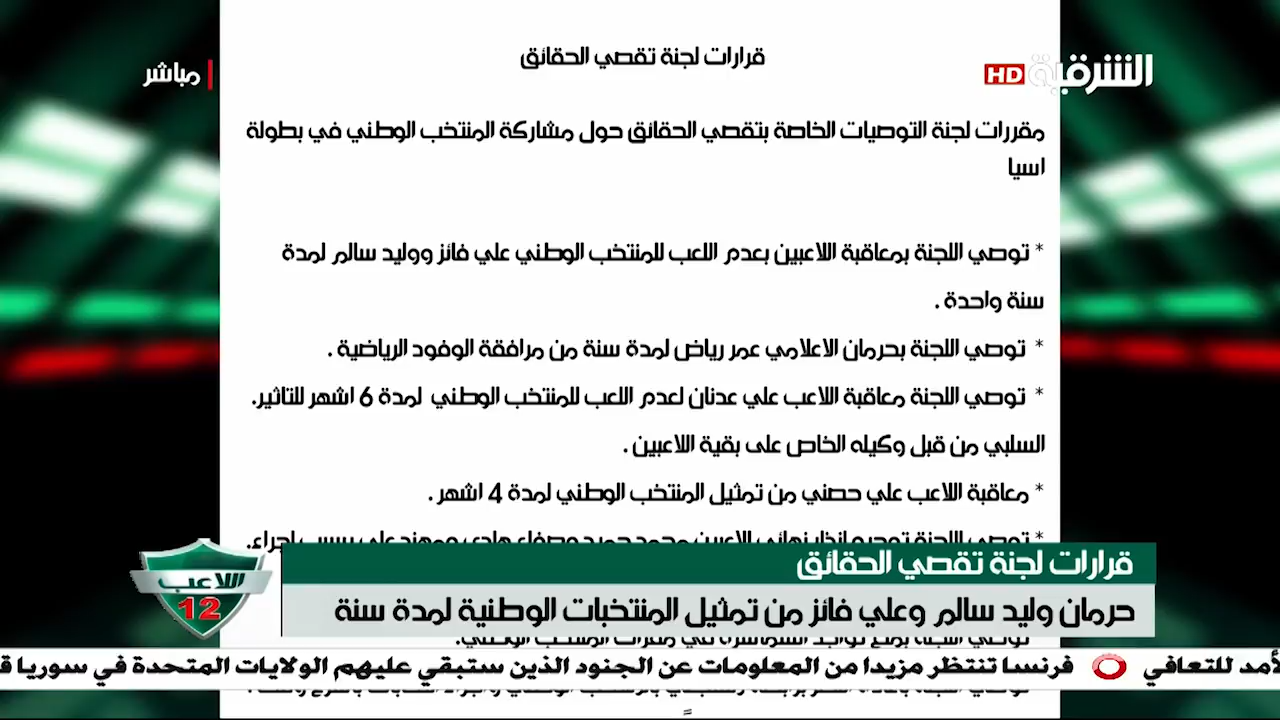 قرارات لجنة تقصي الحقائق
مباشر
HD الشرقية
مقررات لجنة التوصيات الخاصة بتقصي الحقائق حول مشاركة المنتخب الوطني في بطولة
اسيا
* توصي اللجنة بمعاقبة اللاعبين بعدم اللعب للمنتخب الوطني علي فائز ووليد سالم لمدة
سنة واحدة .
* توصي اللجنة بحرمان الاعلامي عمر رياض لمدة سنة من مرافقة الوفود الرياضية .
* توصي اللجنة معاقبة اللاعب علي عدنان لعدم اللعب للمنتخب الوطني لمدة 6 اشهر للتاثير.
السلبي من قبل وكيله الخاص على بقية اللاعبين .
* معاقبة اللاعب علي حصني من تمثيل المنتخب الوطني لمدة 4 اشهر .
* توصي اللجنة
قرارات لجنة تقصي الحقائق
اللاعب
12
حرمان وليد سالم وعلي فائز من تمثيل المنتخبات الوطنية لمدة سنة
للتعافي
فرنسا تنتظر مزيدا من المعلومات عن الجنود الذين ستبقي عليهم الولايات المتحدة في سوريا